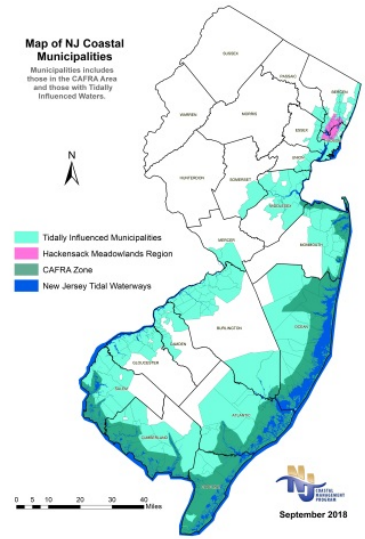 Map of NJ Coastal
Municipalities
Municipalities includes
those in the CAFRA Area
and those with Tidally
Influenced Waters.
SUSSEX
PASSAIC
BERGEN
WARREN
MORRIS
ESSEX
N
UNION
HUNTERDON
SOMERSET
MIDDLESEX
Tidally Influenced Municipalities
Hackensack Meadowlands Region
CAFRA Zone
New Jersey Tidal Waterways
MERCER
MONMOUTH
OCEAN
BURLINGTON
CAMDEN
GLOUCESTER
SALEM
ATLANTIC
CUMBERLAND
NJ
COASTAL
MANAGEMENT
PROGRAM
0 5 10 20 30 40
Miles
September 2018